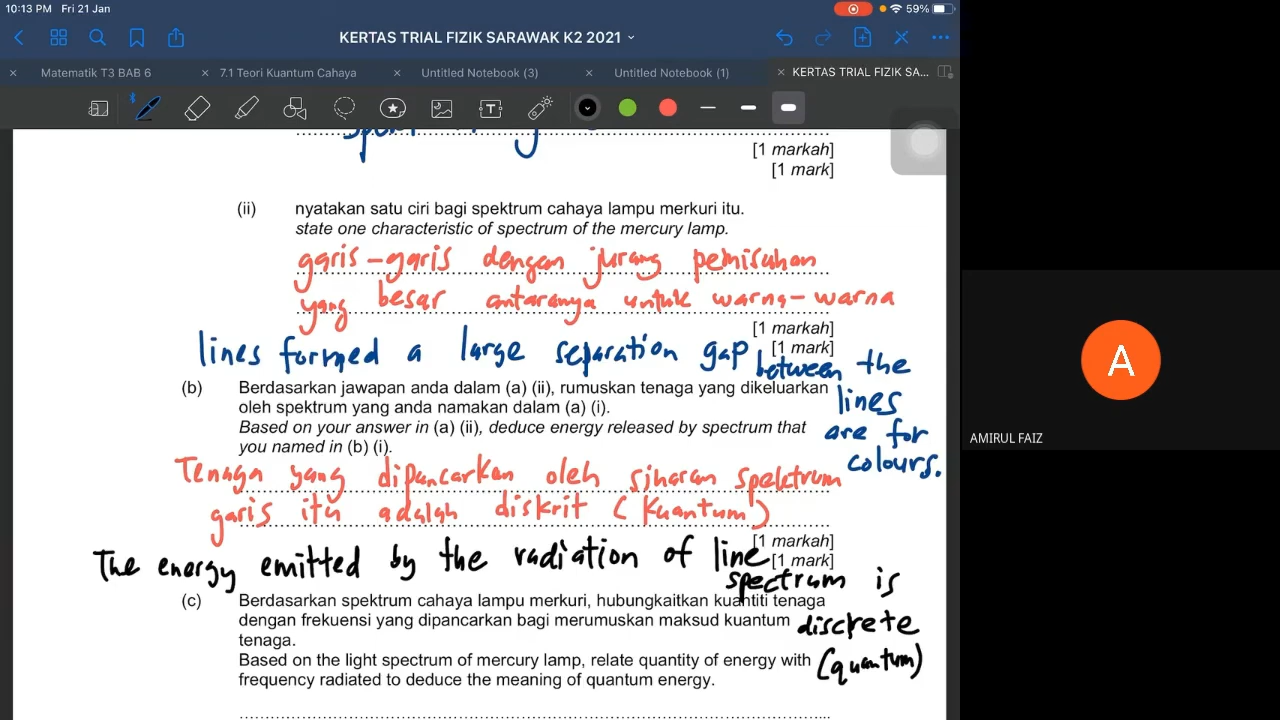 10:13 PM Fri 21 Jan
59%
KERTAS TRIAL FIZIK SARAWAK K2 2021
Matematik T3 BAB 6
7.1 Teori Kuantum Cahaya
Untitled Notebook (3)
Untitled Notebook (1)
KERTAS TRIAL FIZIK SA...
[1 markah]
[1 mark]
(ii) nyatakan satu ciri bagi spektrum cahaya lampu merkuri itu.
state one characteristic of spectrum of the mercury lamp.
garis-garis dengan jurang pemisahan
yang besar antaranya untuk warna-warna
[1 markah]
[1 mark]
lines formed a large separation gap between the
lines
are for
colours.
(b) Berdasarkan jawapan anda dalam (a) (ii), rumuskan tenaga yang dikeluarkan
oleh spektrum yang anda namakan dalam (a) (i).
Based on your answer in (a) (ii), deduce energy released by spectrum that
you named in (b) (i).
Tenaga yang dipancarkan oleh sinaran spektrum
garis itu adalah diskrit (kuantum)
[1 markah]
[1 mark]
The energy emitted by the radiation of line
spectrum is
discrete
(quantum)
(c) Berdasarkan spektrum cahaya lampu merkuri, hubungkaitkan kuantiti tenaga
dengan frekuensi yang dipancarkan bagi merumuskan maksud kuantum
tenaga.
Based on the light spectrum of mercury lamp, relate quantity of energy with
frequency radiated to deduce the meaning of quantum energy.
A
AMIRUL FAIZ